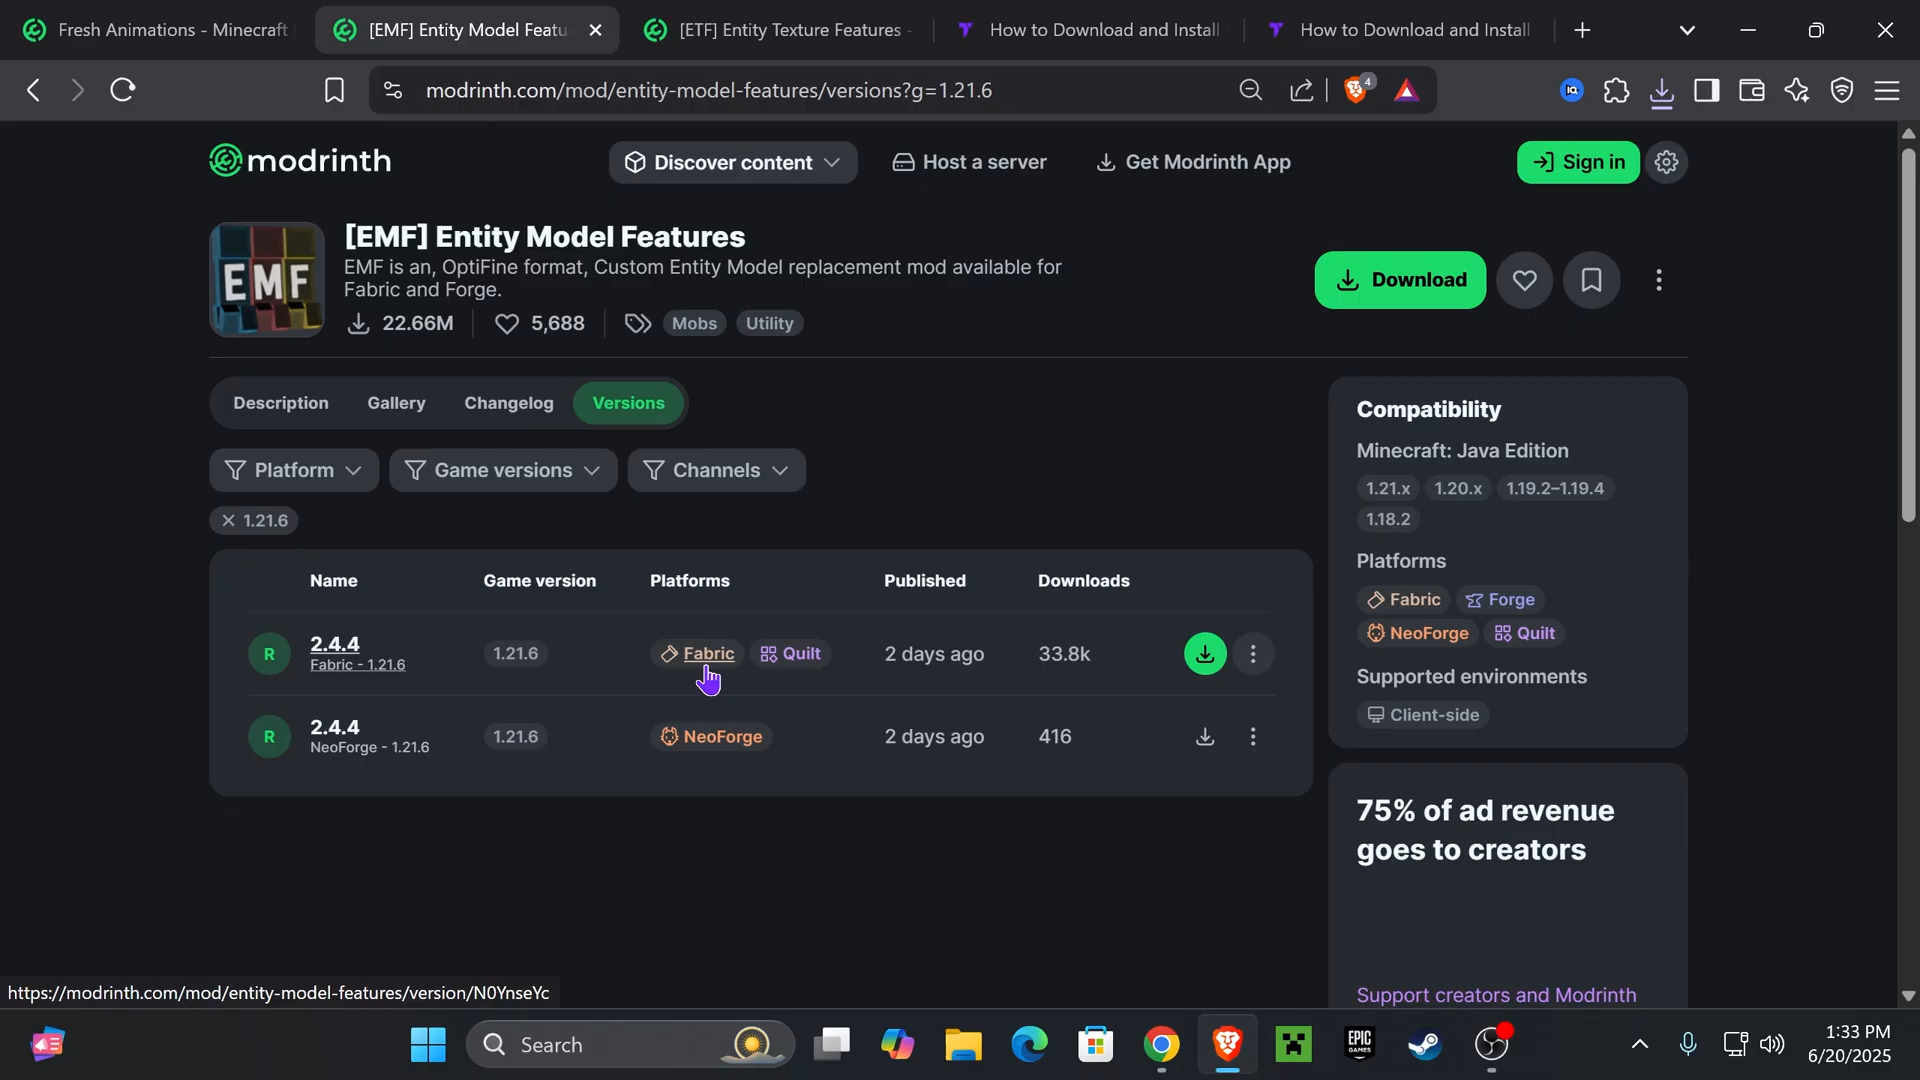 Fresh Animations - Minecraft
[EMF] Entity Model Featu
[ETF] Entity Texture Features -
How to Download and Install
How to Download and Install
modrinth.com/mod/entity-model-features/versions?g=1.21.6
4
IQ
modrinth
Discover content
Host a server
Get Modrinth App
Sign in
EMF
[EMF] Entity Model Features
EMF is an, OptiFine format, Custom Entity Model replacement mod available for
Fabric and Forge.
22.66M
5,688
Mobs
Utility
Download
Description
Gallery
Changelog
Versions
Platform
Game versions
Channels
1.21.6
Name
Game version
Platforms
Published
Downloads
R
2.4.4
Fabric - 1.21.6
1.21.6
Fabric
Quilt
2 days ago
33.8k
R
2.4.4
NeoForge - 1.21.6
1.21.6
NeoForge
2 days ago
416
Compatibility
Minecraft: Java Edition
1.21.x
1.20.x
1.19.2–1.19.4
1.18.2
Platforms
Fabric
Forge
NeoForge
Quilt
Supported environments
Client-side
75% of ad revenue
goes to creators
Support creators and Modrinth
https://modrinth.com/mod/entity-model-features/version/N0YnseYc
Search
EPIC
GAMES
1:33 PM
6/20/2025